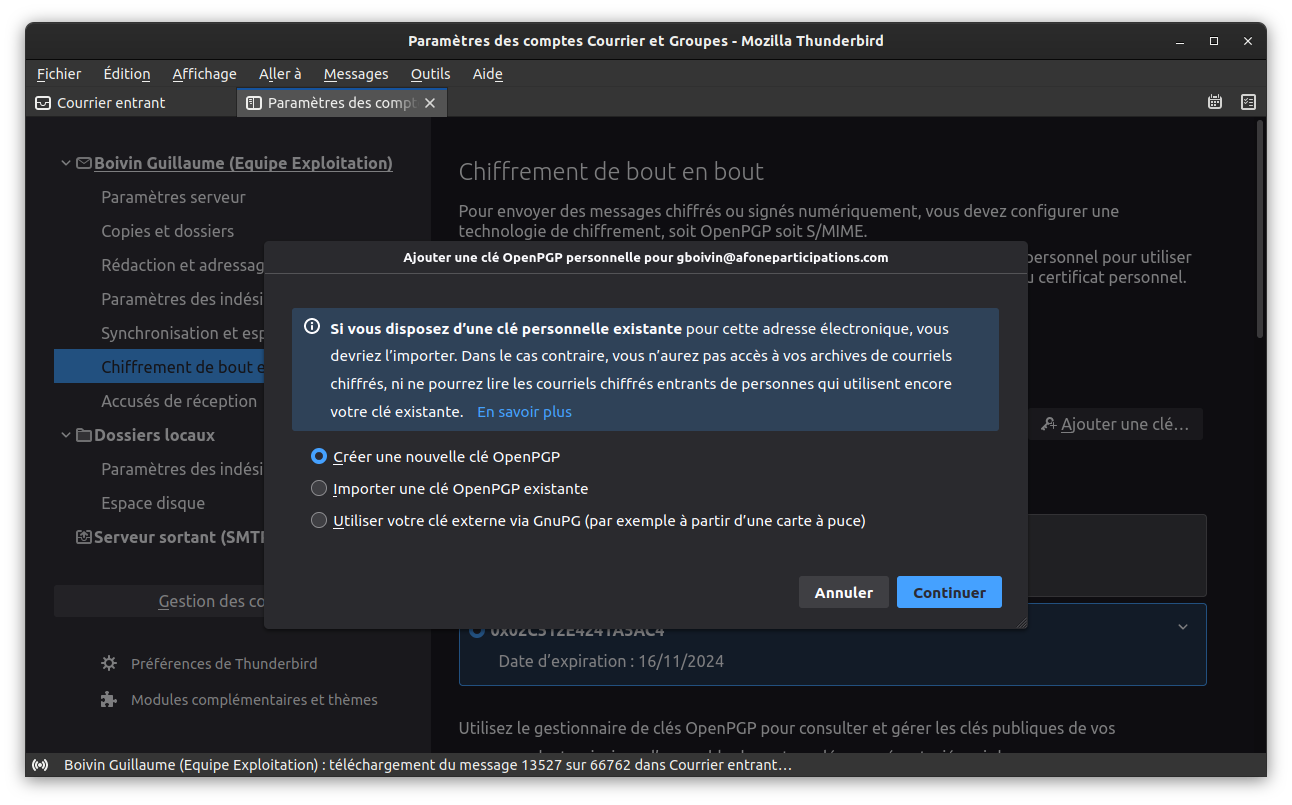 Paramètres des comptes Courrier et Groupes - Mozilla Thunderbird
Fichier Édition Affichage Aller à Messages Outils Aide
Courrier entrant
Paramètres des compt
Boivin Guillaume (Equipe Exploitation)
Paramètres serveur
Copies et dossiers
Rédaction et adressag
Paramètres des indési
Synchronisation et esp
Chiffrement de bout e
Accusés de réception
Dossiers locaux
Paramètres des indési
Espace disque
Serveur sortant (SMT
Gestion des co
Préférences de Thunderbird
Modules complémentaires et thèmes
Chiffrement de bout en bout
Pour envoyer des messages chiffrés ou signés numériquement, vous devez configurer une
technologie de chiffrement, soit OpenPGP soit S/MIME.
personnel pour utiliser
certificat personnel.
Ajouter une clé…
Ajouter une clé OpenPGP personnelle pour gboivin@afoneparticipations.com
Si vous disposez d’une clé personnelle existante pour cette adresse électronique, vous
devriez l’importer. Dans le cas contraire, vous n’aurez pas accès à vos archives de courriels
chiffrés, ni ne pourrez lire les courriels chiffrés entrants de personnes qui utilisent encore
votre clé existante. En savoir plus
Créer une nouvelle clé OpenPGP
Importer une clé OpenPGP existante
Utiliser votre clé externe via GnuPG (par exemple à partir d’une carte à puce)
Annuler Continuer
0x02C512E4241A5AC4
Date d’expiration : 16/11/2024
Utilisez le gestionnaire de clés OpenPGP pour consulter et gérer les clés publiques de vos
Boivin Guillaume (Equipe Exploitation) : téléchargement du message 13527 sur 66762 dans Courrier entrant…